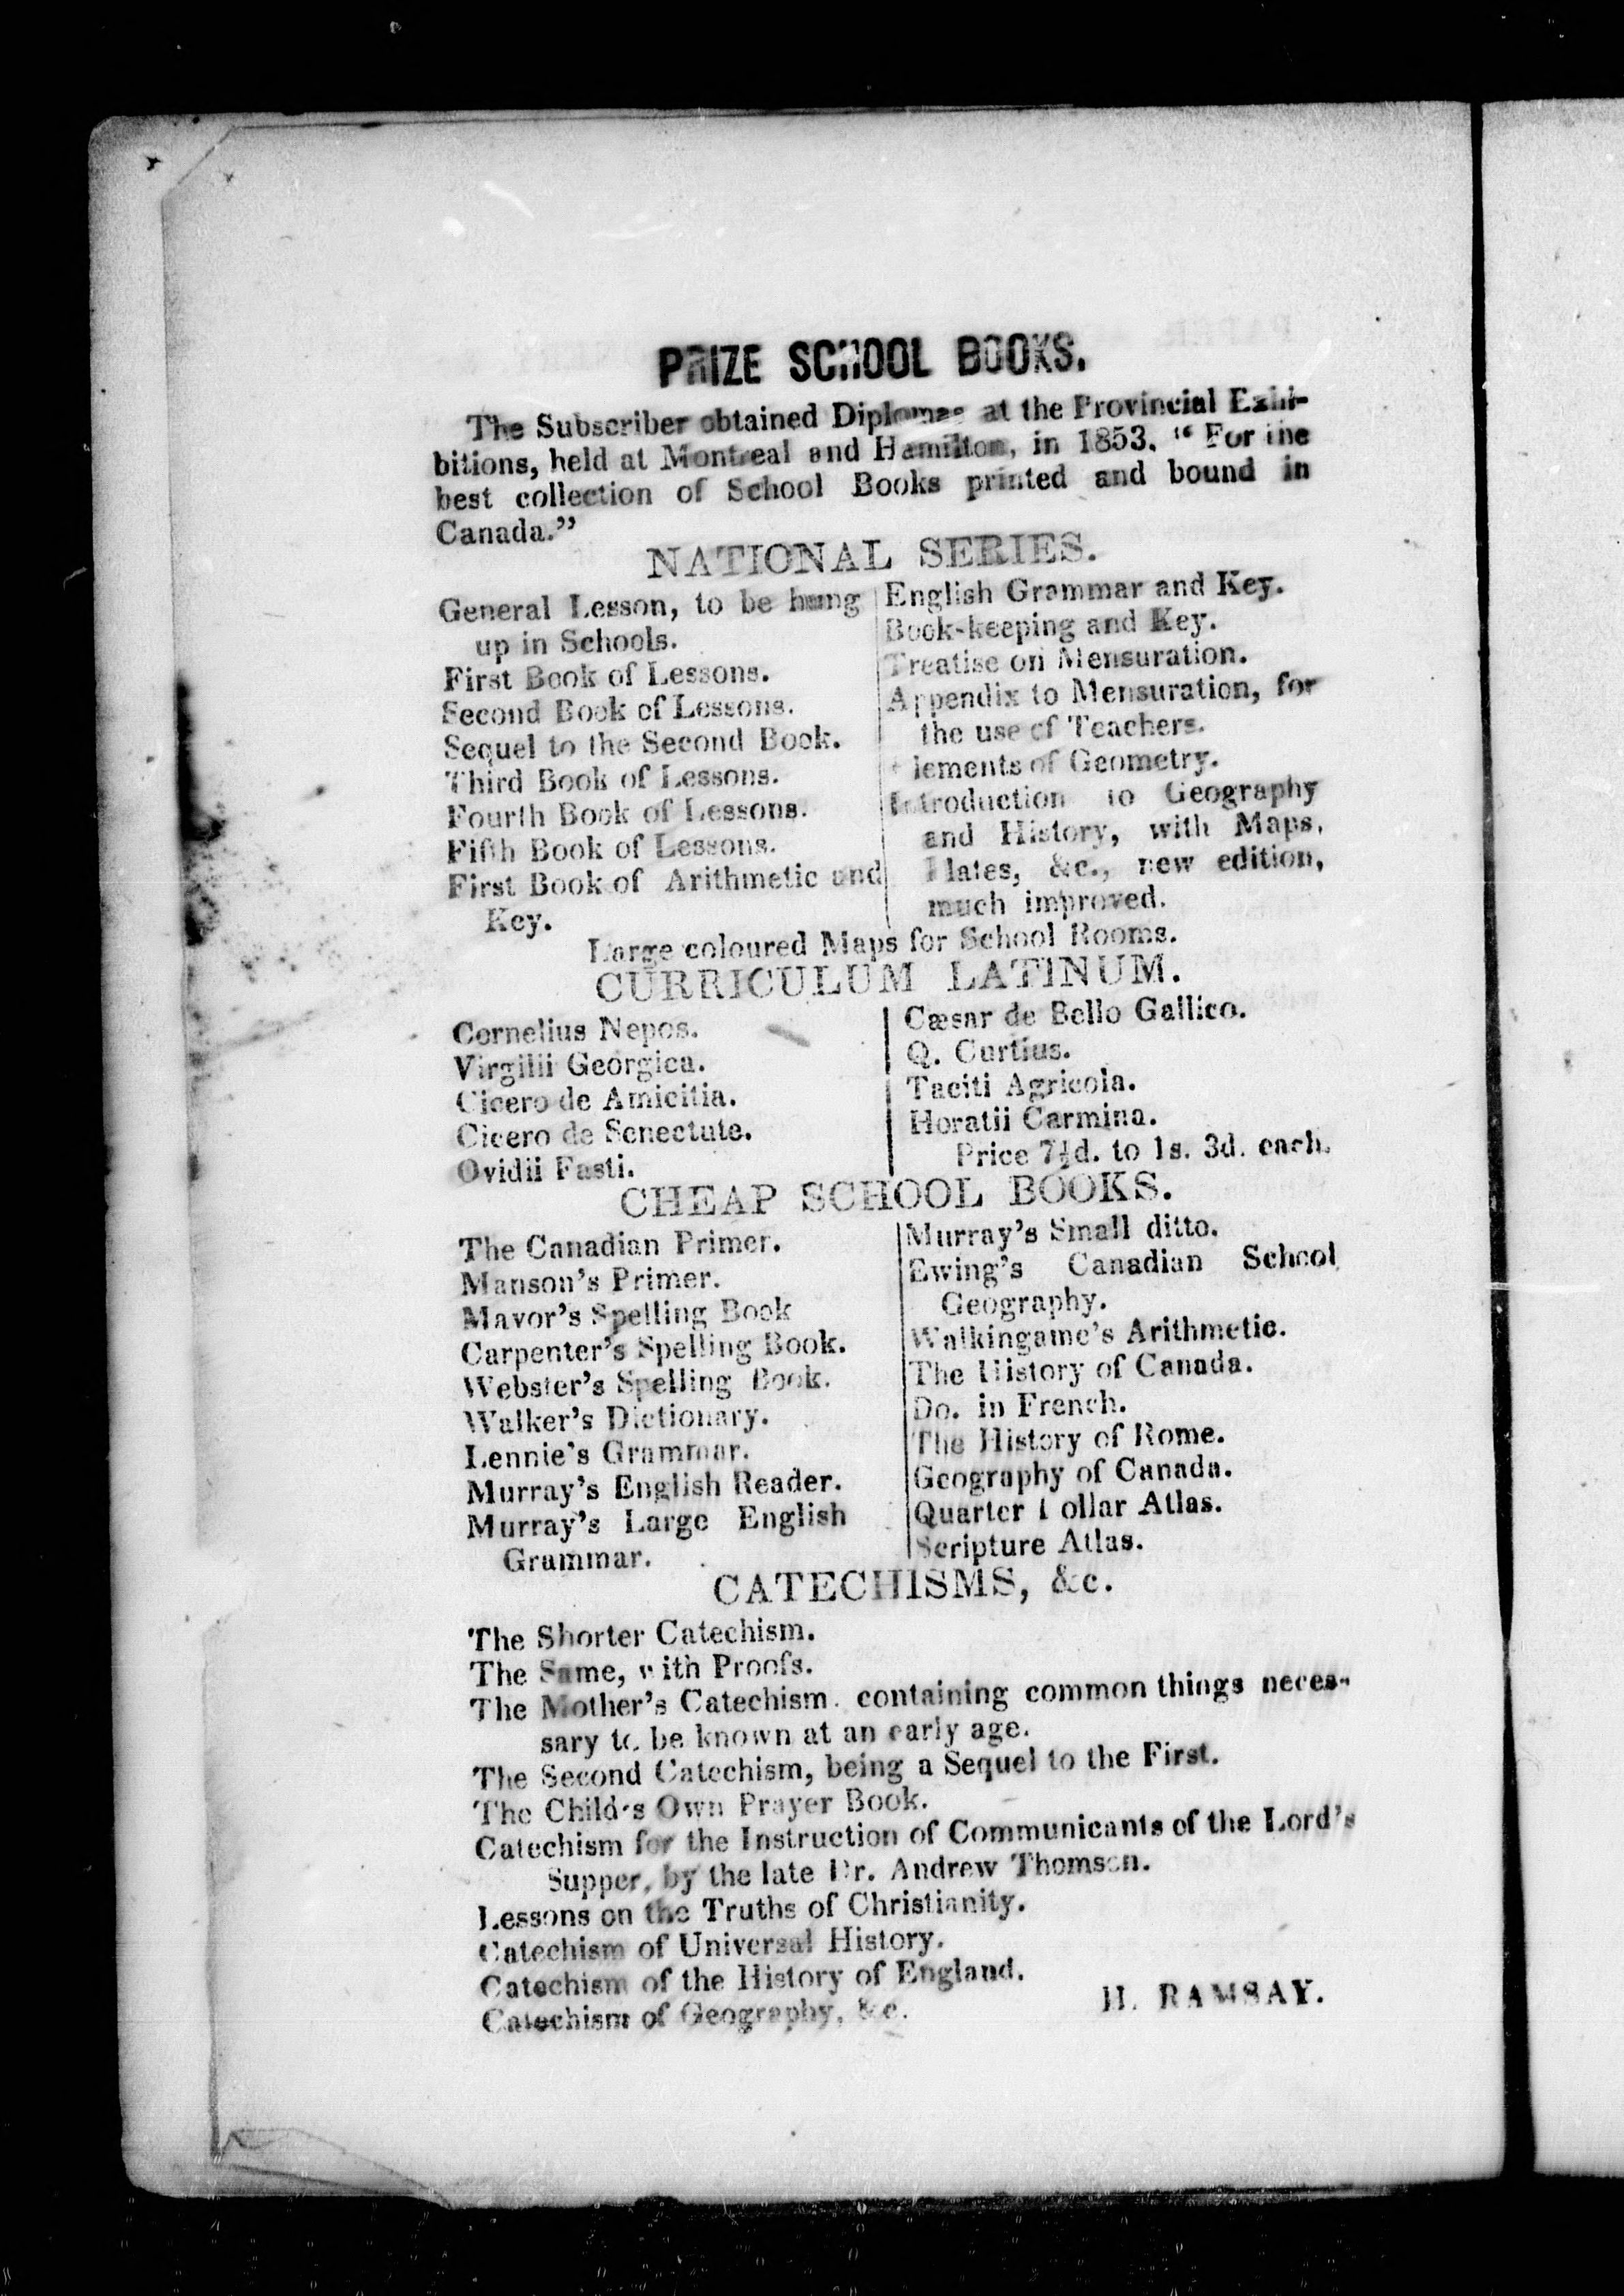 PRIZE SCHOOL BOOKS.
The Subscriber obtained Diplomas at the Provincial Exhi-
bitions, held at Montreal and Hamilton, in 1853, “For the
best collection of School Books printed and bound in
Canada.”
NATIONAL SERIES.
General Lesson, to be hung
up in Schools.
First Book of Lessons.
Second Book of Lessons.
Sequel to the Second Book.
Third Book of Lessons.
Fourth Book of Lessons.
Fifth Book of Lessons.
First Book of Arithmetic and
Key.
English Grammar and Key.
Book-keeping and Key.
Treatise on Mensuration.
Appendix to Mensuration, for
the use of Teachers.
lements of Geometry.
Introduction to Geography
and History, with Maps,
Plates, &c., new edition,
much improved.
Large coloured Maps for School Rooms.
CURRICULUM LATINUM.
Cornelius Nepos.
Virgilii Georgica.
Cicero de Amicitia.
Cicero de Senectute.
Ovidii Fasti.
Cæsar de Bello Gallico.
Q. Curtius.
Taciti Agricola.
Horatii Carmina.
Price 7½d. to 1s. 3d. each.
CHEAP SCHOOL BOOKS.
The Canadian Primer.
Manson's Primer.
Mavor's Spelling Book
Carpenter's Spelling Book.
Webster's Spelling Book.
Walker's Dictionary.
Lennie's Grammar.
Murray's English Reader.
Murray's Large English
Grammar.
Murray's Small ditto.
Ewing's Canadian School
Geography.
Walkingame's Arithmetic.
The History of Canada.
Do. in French.
The History of Rome.
Geography of Canada.
Quarter Dollar Atlas.
Scripture Atlas.
CATECHISMS, &c.
The Shorter Catechism.
The Same, with Proofs.
The Mother's Catechism, containing common things neces-
sary to be known at an early age.
The Second Catechism, being a Sequel to the First.
The Child's Own Prayer Book.
Catechism for the Instruction of Communicants of the Lord's
Supper, by the late Dr. Andrew Thomson.
Lessons on the Truths of Christianity.
Catechism of Universal History.
Catechism of the History of England.
Catechism of Geography, &c.
H. RAMSAY.